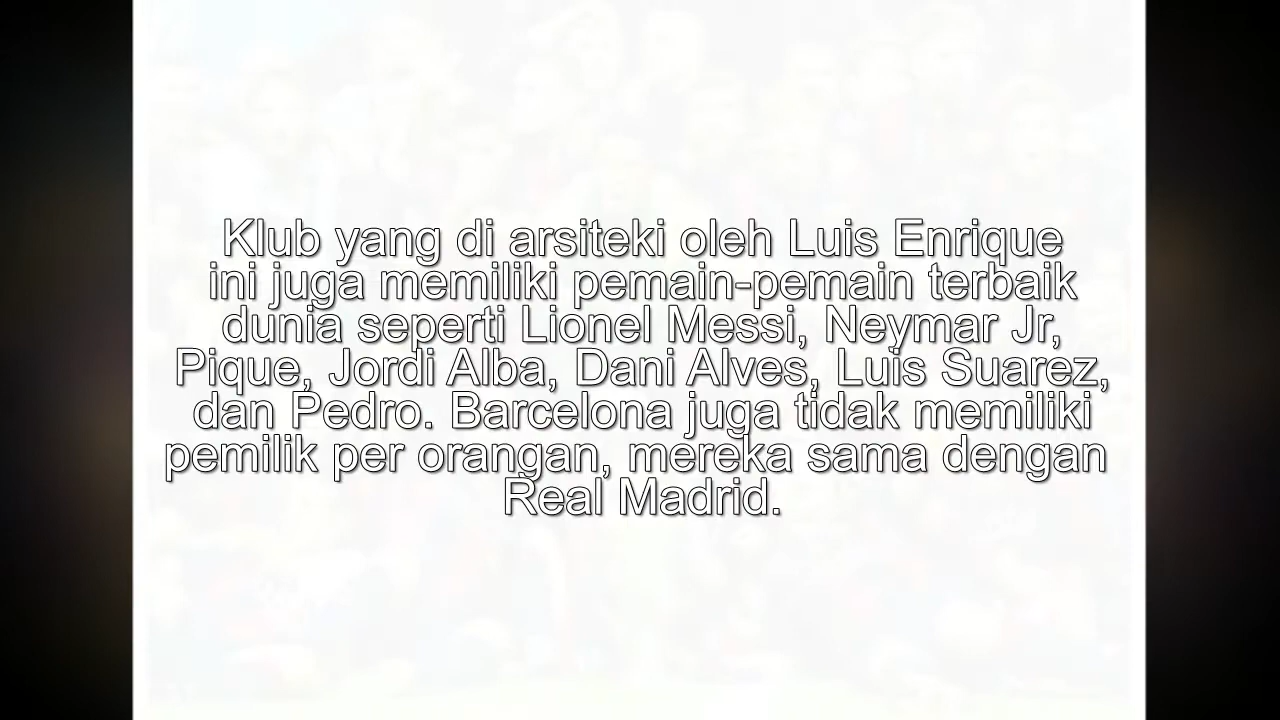 Klub yang di arsiteki oleh Luis Enrique
ini juga memiliki pemain-pemain terbaik
dunia seperti Lionel Messi, Neymar Jr,
Pique, Jordi Alba, Dani Alves, Luis Suarez,
dan Pedro. Barcelona juga tidak memiliki
pemilik per orangan, mereka sama dengan
Real Madrid.